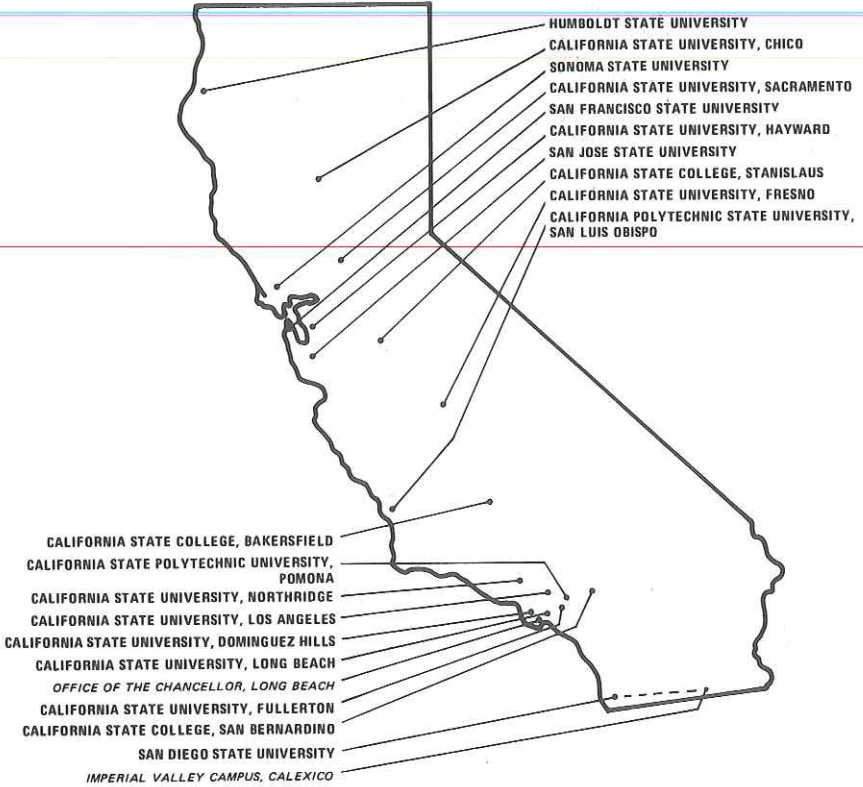 HUMBOLDT STATE UNIVERSITY
CALIFORNIA STATE UNIVERSITY, CHICO
SONOMA STATE UNIVERSITY
CALIFORNIA STATE UNIVERSITY, SACRAMENTO
SAN FRANCISCO STATE UNIVERSITY
CALIFORNIA STATE UNIVERSITY, HAYWARD
SAN JOSE STATE UNIVERSITY
CALIFORNIA STATE COLLEGE, STANISLAUS
CALIFORNIA STATE UNIVERSITY, FRESNO
CALIFORNIA POLYTECHNIC STATE UNIVERSITY,
SAN LUIS OBISPO
CALIFORNIA STATE COLLEGE, BAKERSFIELD
CALIFORNIA STATE POLYTECHNIC UNIVERSITY,
POMONA
CALIFORNIA STATE UNIVERSITY, NORTHRIDGE
CALIFORNIA STATE UNIVERSITY, LOS ANGELES
CALIFORNIA STATE UNIVERSITY, DOMINGUEZ HILLS
CALIFORNIA STATE UNIVERSITY, LONG BEACH
OFFICE OF THE CHANCELLOR, LONG BEACH
CALIFORNIA STATE UNIVERSITY, FULLERTON
CALIFORNIA STATE COLLEGE, SAN BERNARDINO
SAN DIEGO STATE UNIVERSITY
IMPERIAL VALLEY CAMPUS, CALEXICO